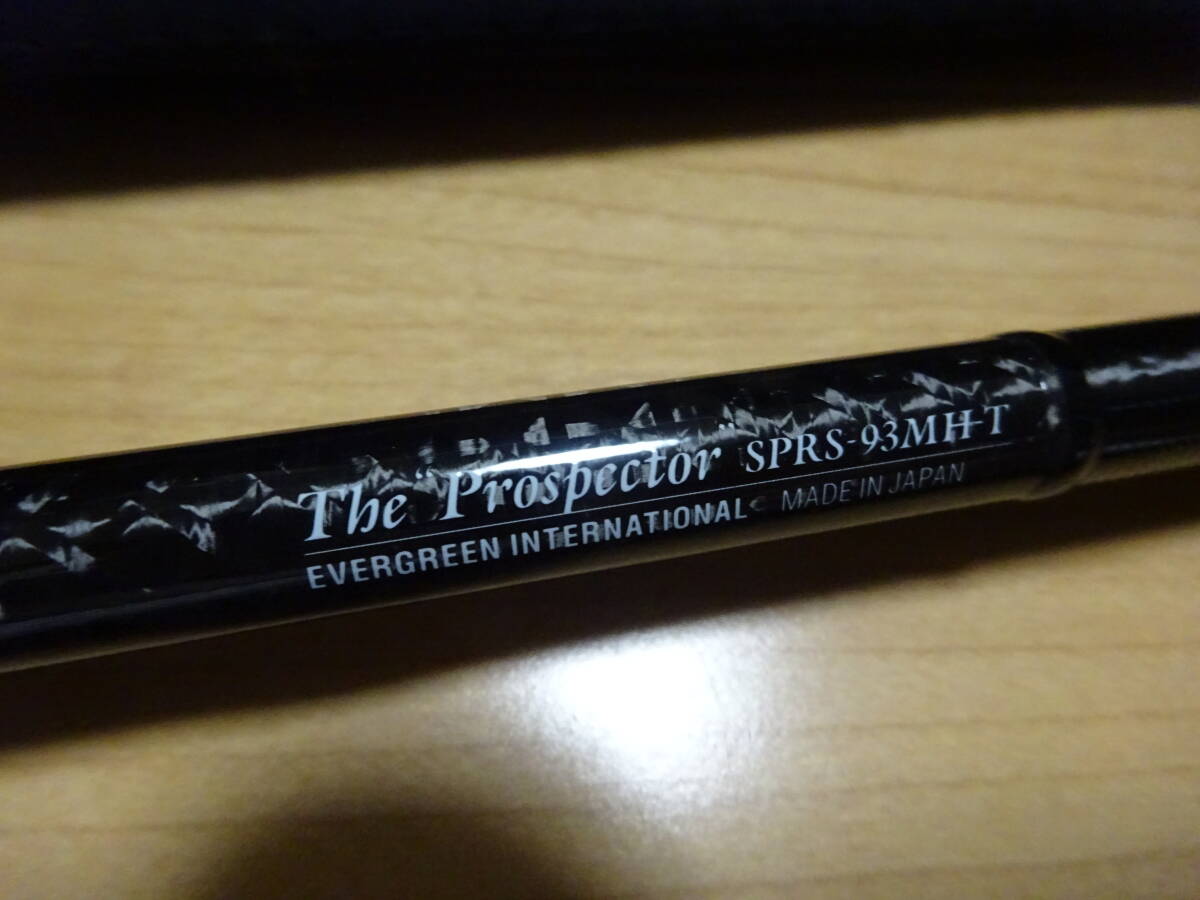 The "Prospector" SPRS-93MH-T
EVERGREEN INTERNATIONAL MADE IN JAPAN